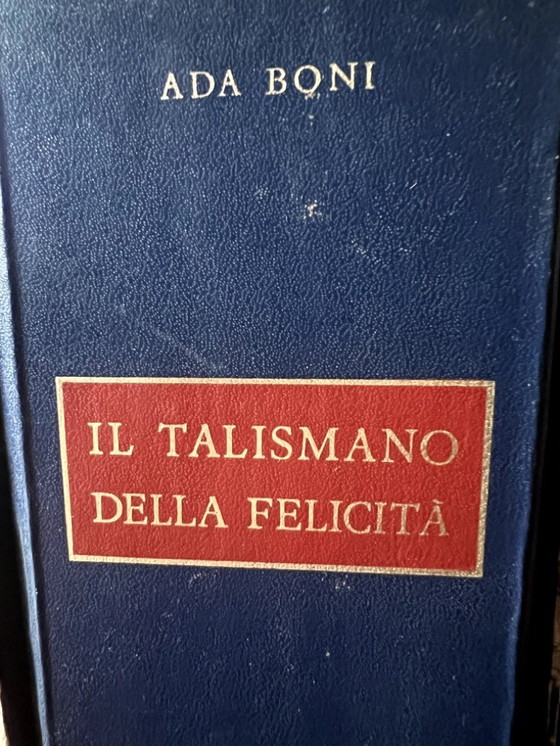 ADA BONI
IL TALISMANO
DELLA FELICITÀ